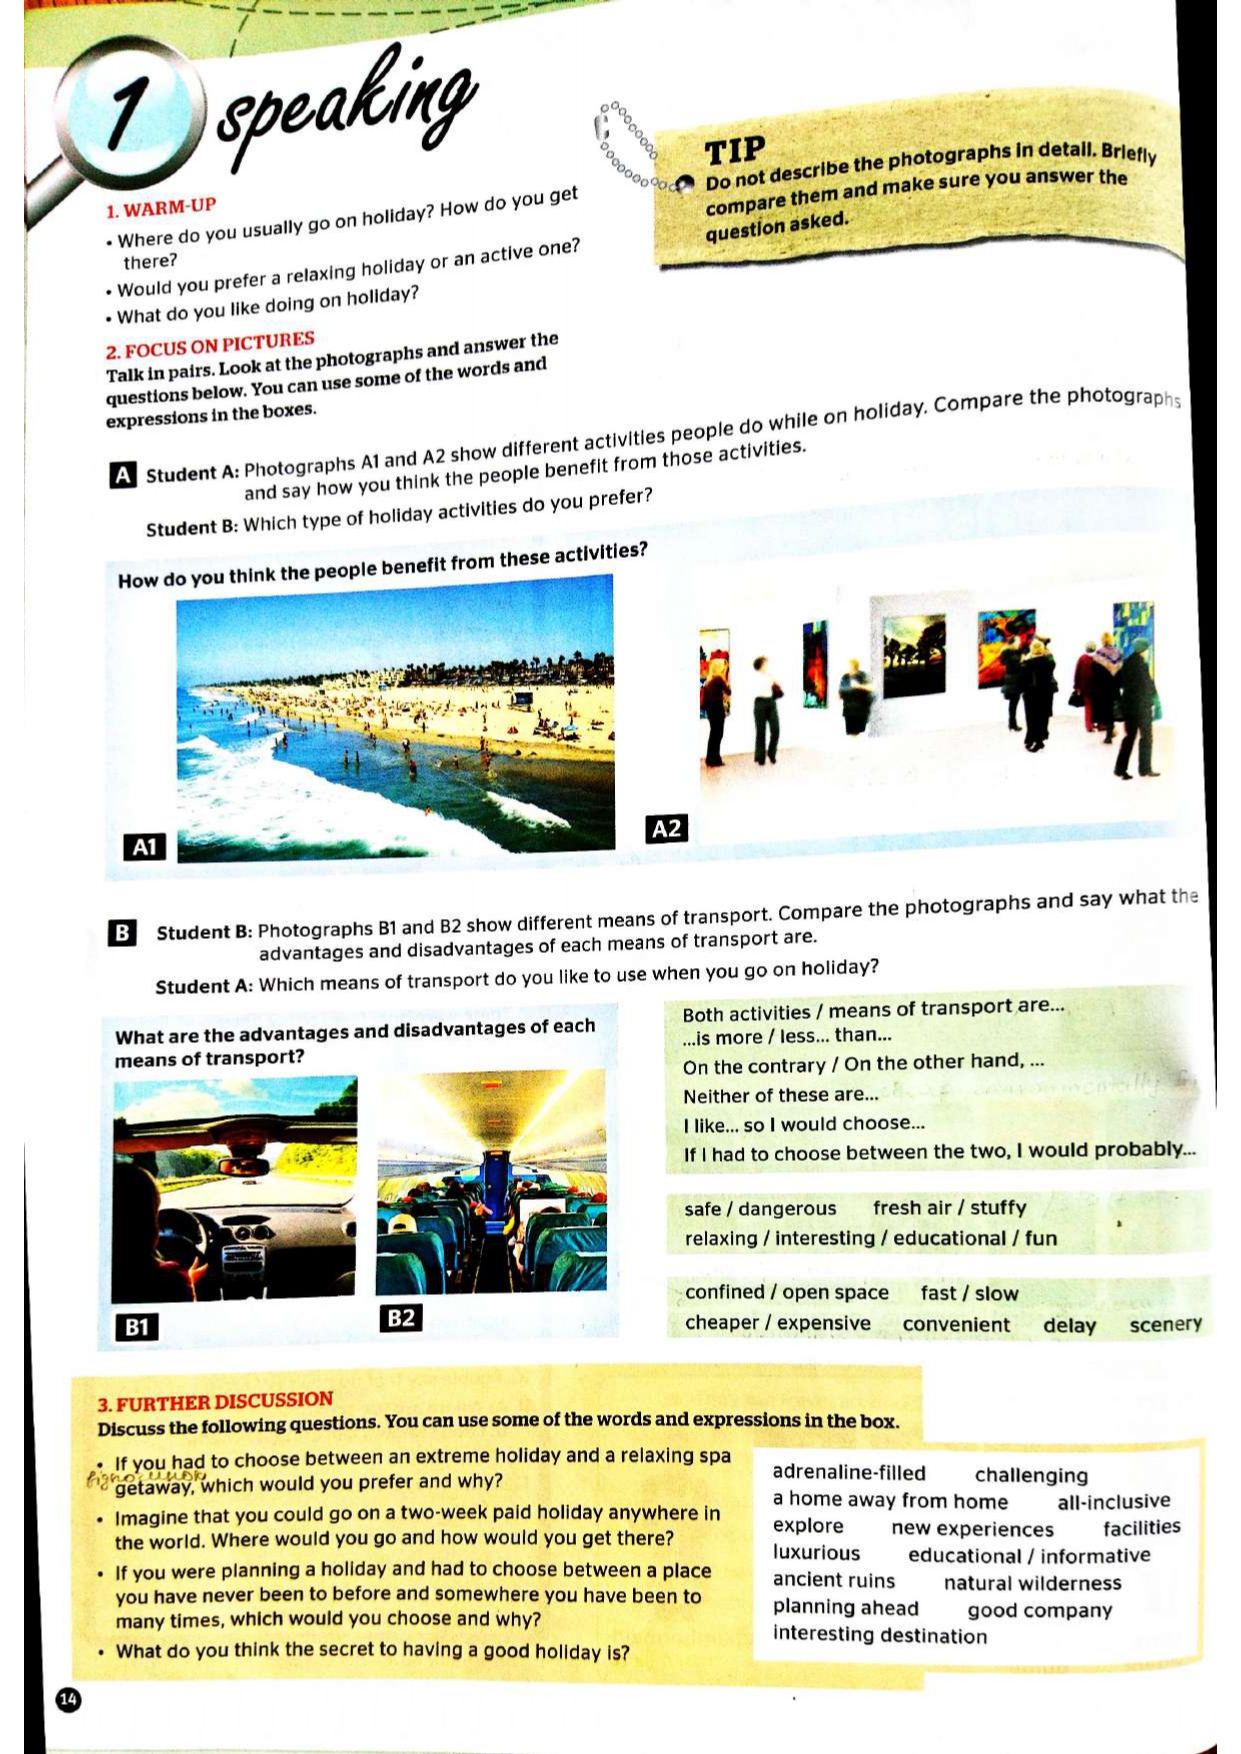 1 speaking
TIP
Do not describe the photographs in detail. Briefly
compare them and make sure you answer the
question asked.
1. WARM-UP
• Where do you usually go on holiday? How do you get
there?
• Would you prefer a relaxing holiday or an active one?
• What do you like doing on holiday?
2. FOCUS ON PICTURES
Talk in pairs. Look at the photographs and answer the
questions below. You can use some of the words and
expressions in the boxes.
A Student A: Photographs A1 and A2 show different activities people do while on holiday. Compare the photographs
and say how you think the people benefit from those activities.
Student B: Which type of holiday activities do you prefer?
How do you think the people benefit from these activities?
A1
A2
B Student B: Photographs B1 and B2 show different means of transport. Compare the photographs and say what the
advantages and disadvantages of each means of transport are.
Student A: Which means of transport do you like to use when you go on holiday?
What are the advantages and disadvantages of each
means of transport?
B1
B2
Both activities / means of transport are...
...is more / less... than...
On the contrary / On the other hand, ...
Neither of these are...
I like... so I would choose...
If I had to choose between the two, I would probably...
safe / dangerous fresh air / stuffy
relaxing / interesting / educational / fun
confined / open space fast / slow
cheaper / expensive convenient delay scenery
3. FURTHER DISCUSSION
Discuss the following questions. You can use some of the words and expressions in the box.
• If you had to choose between an extreme holiday and a relaxing spa
getaway, which would you prefer and why?
• Imagine that you could go on a two-week paid holiday anywhere in
the world. Where would you go and how would you get there?
• If you were planning a holiday and had to choose between a place
you have never been to before and somewhere you have been to
many times, which would you choose and why?
• What do you think the secret to having a good holiday is?
adrenaline-filled challenging
a home away from home all-inclusive
explore new experiences facilities
luxurious educational / informative
ancient ruins natural wilderness
planning ahead good company
interesting destination
14